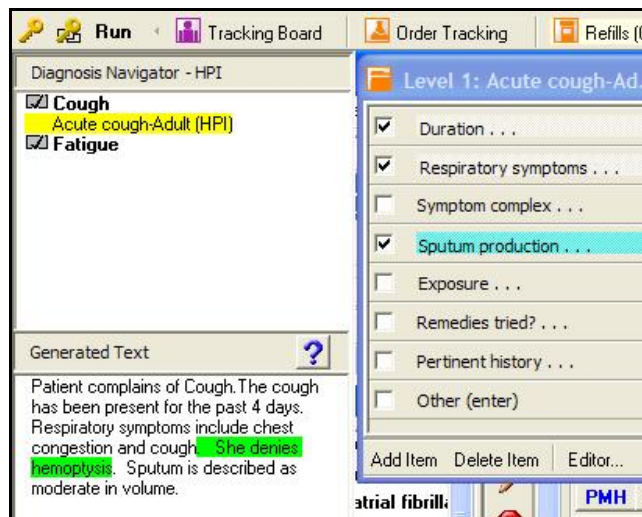 Run Tracking Board Order Tracking Refills
Diagnosis Navigator - HPI
Cough
Acute cough-Adult (HPI)
Fatigue
Level 1: Acute cough-Ad.
Duration . . .
Respiratory symptoms . . .
Symptom complex . . .
Sputum production . . .
Exposure . . .
Remedies tried? . . .
Pertinent history . . .
Other (enter)
Add Item Delete Item Editor...
Generated Text ?
Patient complains of Cough.The cough
has been present for the past 4 days.
Respiratory symptoms include chest
congestion and cough. She denies
hemoptysis. Sputum is described as
moderate in volume.
atrial fibrilla
PMH